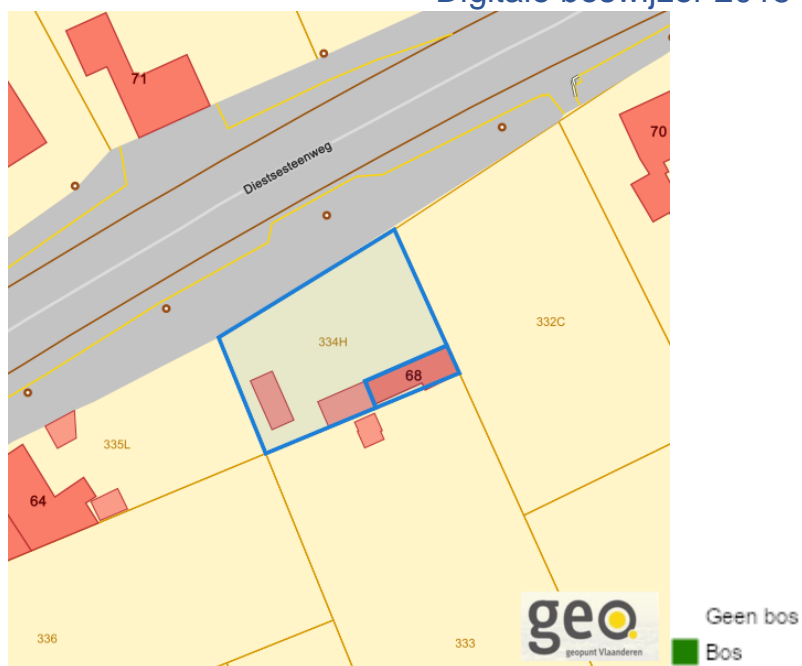 71
Diestsesteenweg
70
334H
332C
68
335L
64
336
333
geo
geopunt Vlaanderen
Geen bos
Bos